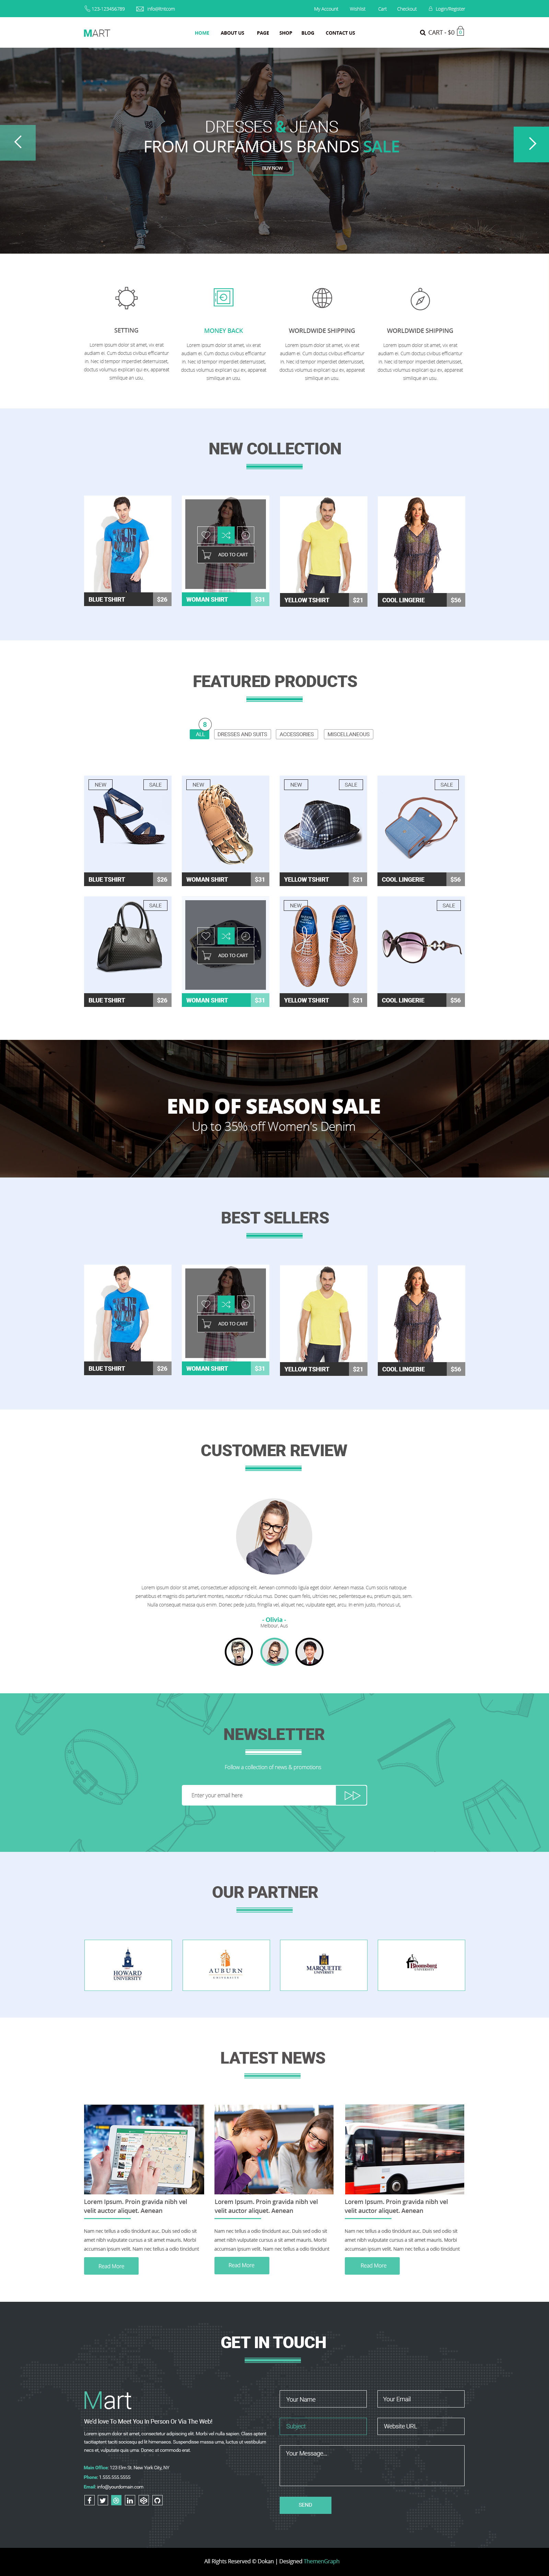 123-123456789 info@mt.com My Account Wishlist Cart Checkout Login/Register
MART HOME ABOUT US PAGE SHOP BLOG CONTACT US CART - $0 0
DRESSES & JEANS
FROM OURFAMOUS BRANDS SALE
BUY NOW
SETTING MONEY BACK WORLDWIDE SHIPPING WORLDWIDE SHIPPING
Lorem ipsum dolor sit amet, vix erat Lorem ipsum dolor sit amet, vix erat Lorem ipsum dolor sit amet, vix erat Lorem ipsum dolor sit amet, vix erat
audiam ei. Cum doctus civibus efficiantur audiam ei. Cum doctus civibus efficiantur audiam ei. Cum doctus civibus efficiantur audiam ei. Cum doctus civibus efficiantur
in. Nec id tempor imperdiet deterruisset, in. Nec id tempor imperdiet deterruisset, in. Nec id tempor imperdiet deterruisset, in. Nec id tempor imperdiet deterruisset,
doctus volumus explicari qui ex, appareat doctus volumus explicari qui ex, appareat doctus volumus explicari qui ex, appareat doctus volumus explicari qui ex, appareat
similique an usu. similique an usu. similique an usu. similique an usu.
NEW COLLECTION
ADD TO CART
BLUE TSHIRT $26 WOMAN SHIRT $31 YELLOW TSHIRT $21 COOL LINGERIE $56
FEATURED PRODUCTS
8
ALL DRESSES AND SUITS ACCESSORIES MISCELLANEOUS
NEW SALE NEW NEW SALE SALE
BLUE TSHIRT $26 WOMAN SHIRT $31 YELLOW TSHIRT $21 COOL LINGERIE $56
SALE NEW SALE
ADD TO CART
BLUE TSHIRT $26 WOMAN SHIRT $31 YELLOW TSHIRT $21 COOL LINGERIE $56
END OF SEASON SALE
Up to 35% off Women's Denim
BEST SELLERS
ADD TO CART
BLUE TSHIRT $26 WOMAN SHIRT $31 YELLOW TSHIRT $21 COOL LINGERIE $56
CUSTOMER REVIEW
Lorem ipsum dolor sit amet, consectetuer adipiscing elit. Aenean commodo ligula eget dolor. Aenean massa. Cum sociis natoque
penatibus et magnis dis parturient montes, nascetur ridiculus mus. Donec quam felis, ultricies nec, pellentesque eu, pretium quis, sem.
Nulla consequat massa quis enim. Donec pede justo, fringilla vel, aliquet nec, vulputate eget, arcu. In enim justo, rhoncus ut.
- Olivia -
Melbour, Aus
NEWSLETTER
Follow a collection of news & promotions
Enter your email here
OUR PARTNER
HOWARD UNIVERSITY
AUBURN UNIVERSITY
MARQUETTE UNIVERSITY
Bloomsburg UNIVERSITY
LATEST NEWS
Lorem Ipsum. Proin gravida nibh vel Lorem Ipsum. Proin gravida nibh vel Lorem Ipsum. Proin gravida nibh vel
velit auctor aliquet. Aenean velit auctor aliquet. Aenean velit auctor aliquet. Aenean
Nam nec tellus a odio tincidunt auc. Duis sed odio sit Nam nec tellus a odio tincidunt auc. Duis sed odio sit Nam nec tellus a odio tincidunt auc. Duis sed odio sit
amet nibh vulputate cursus a sit amet mauris. Morbi amet nibh vulputate cursus a sit amet mauris. Morbi amet nibh vulputate cursus a sit amet mauris. Morbi
accumsan ipsum velit. Nam nec tellus a odio tincidunt accumsan ipsum velit. Nam nec tellus a odio tincidunt accumsan ipsum velit. Nam nec tellus a odio tincidunt
Read More Read More Read More
GET IN TOUCH
Mart
We'd love To Meet You In Person Or Via The Web!
Lorem ipsum dolor sit amet, consectetur adipiscing elit. Morbi vel nulla sapien. Class aptent
taciti sociosqu ad litora torquent
Main Office: 123 Elm St. New York City, NY
Phone: 1.555.555.5555
Email: info@yourdomain.com
Your Name Your Email
Subject Website URL
Your Message...
SEND
All Rights Reserved © Dokan | Designed ThemenGraph